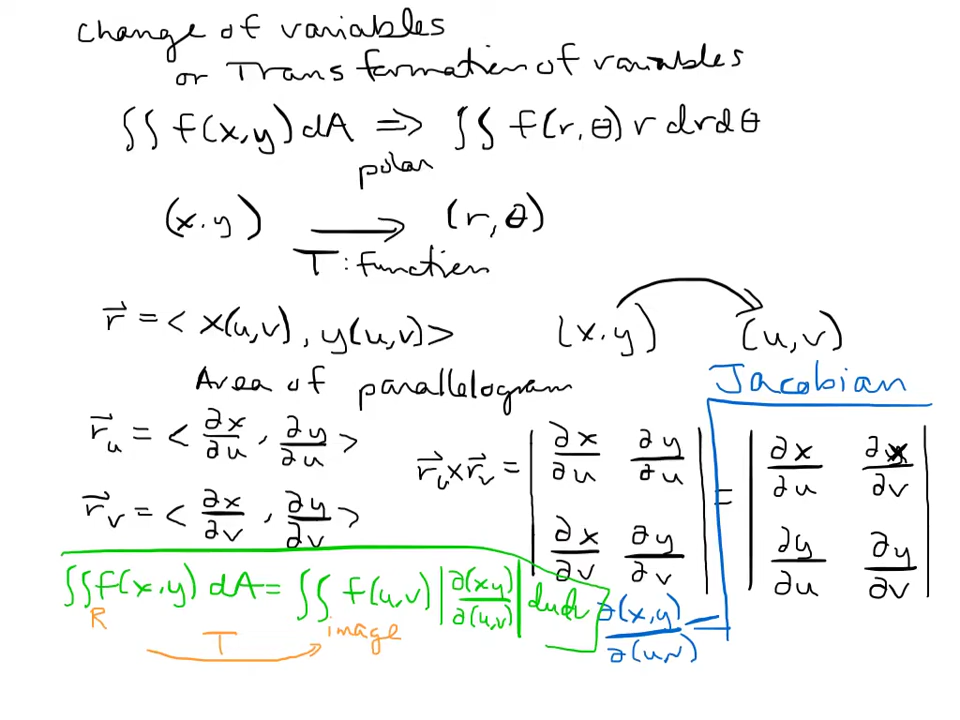 change of variables
or Transformation of variables
∫∫ f(x,y) dA ⇒ ∫∫ f(r, θ) r dr dθ
polar
(x.y) → (r, θ)
T : function
r⃗ = < x(u,v), y(u,v) > (x.y) (u,v)
Area of parallelogram
Jacobian
r⃗u = < ∂x/∂u , ∂y/∂u >
r⃗v = < ∂x/∂v , ∂y/∂v >
r⃗u x r⃗v = | ∂x/∂u ∂y/∂u | = | ∂x/∂u ∂x/∂v |
| ∂x/∂v ∂y/∂v | | ∂y/∂u ∂y/∂v |
∫∫ f(x,y) dA = ∫∫ f(u,v) | ∂(xy)/∂(u,v) | dudv ∂(x,y)/∂(u,v)
R T image